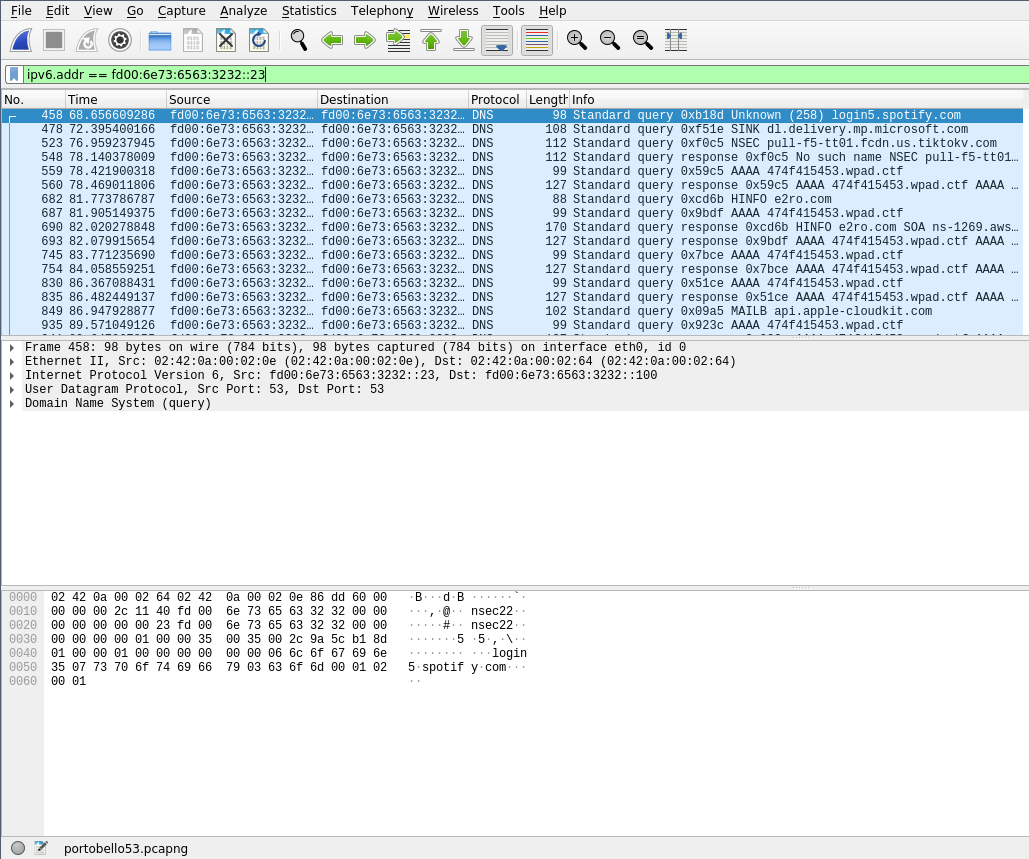 File Edit View Go Capture Analyze Statistics Telephony Wireless Tools Help
ipv6.addr == fd00:6e73:6563:3232::23
No. Time Source Destination Protocol Length Info
458 68.656609286 fd00:6e73:6563:3232… fd00:6e73:6563:3232… DNS 98 Standard query 0xb18d Unknown (258) login5.spotify.com
478 72.395400166 fd00:6e73:6563:3232… fd00:6e73:6563:3232… DNS 108 Standard query 0xf51e SINK dl.delivery.mp.microsoft.com
523 76.959237945 fd00:6e73:6563:3232… fd00:6e73:6563:3232… DNS 112 Standard query 0xf0c5 NSEC pull-f5-tt01.fcdn.us.tiktokv.com
548 78.140378009 fd00:6e73:6563:3232… fd00:6e73:6563:3232… DNS 112 Standard query response 0xf0c5 No such name NSEC pull-f5-tt01…
559 78.421900318 fd00:6e73:6563:3232… fd00:6e73:6563:3232… DNS 99 Standard query 0x59c5 AAAA 474f415453.wpad.ctf
560 78.469011806 fd00:6e73:6563:3232… fd00:6e73:6563:3232… DNS 127 Standard query response 0x59c5 AAAA 474f415453.wpad.ctf AAAA …
682 81.773786787 fd00:6e73:6563:3232… fd00:6e73:6563:3232… DNS 88 Standard query 0xcd6b HINFO e2ro.com
687 81.905149375 fd00:6e73:6563:3232… fd00:6e73:6563:3232… DNS 99 Standard query 0x9bdf AAAA 474f415453.wpad.ctf
690 82.020278848 fd00:6e73:6563:3232… fd00:6e73:6563:3232… DNS 170 Standard query response 0xcd6b HINFO e2ro.com SOA ns-1269.aws…
693 82.079915654 fd00:6e73:6563:3232… fd00:6e73:6563:3232… DNS 127 Standard query response 0x9bdf AAAA 474f415453.wpad.ctf AAAA …
745 83.771235690 fd00:6e73:6563:3232… fd00:6e73:6563:3232… DNS 99 Standard query 0x7bce AAAA 474f415453.wpad.ctf
754 84.058559251 fd00:6e73:6563:3232… fd00:6e73:6563:3232… DNS 127 Standard query response 0x7bce AAAA 474f415453.wpad.ctf AAAA …
830 86.367088431 fd00:6e73:6563:3232… fd00:6e73:6563:3232… DNS 99 Standard query 0x51ce AAAA 474f415453.wpad.ctf
835 86.482449137 fd00:6e73:6563:3232… fd00:6e73:6563:3232… DNS 127 Standard query response 0x51ce AAAA 474f415453.wpad.ctf AAAA …
849 86.947928877 fd00:6e73:6563:3232… fd00:6e73:6563:3232… DNS 102 Standard query 0x09a5 MAILB api.apple-cloudkit.com
935 89.571049126 fd00:6e73:6563:3232… fd00:6e73:6563:3232… DNS 99 Standard query 0x923c AAAA 474f415453.wpad.ctf
Frame 458: 98 bytes on wire (784 bits), 98 bytes captured (784 bits) on interface eth0, id 0
Ethernet II, Src: 02:42:0a:00:02:0e (02:42:0a:00:02:0e), Dst: 02:42:0a:00:02:64 (02:42:0a:00:02:64)
Internet Protocol Version 6, Src: fd00:6e73:6563:3232::23, Dst: fd00:6e73:6563:3232::100
User Datagram Protocol, Src Port: 53, Dst Port: 53
Domain Name System (query)
0000 02 42 0a 00 02 64 02 42 0a 00 02 0e 86 dd 60 00 ·B···d·B ······`·
0010 00 00 00 2c 11 40 fd 00 6e 73 65 63 32 32 00 00 ···,·@·· nsec22··
0020 00 00 00 00 00 23 fd 00 6e 73 65 63 32 32 00 00 ·····#·· nsec22··
0030 00 00 00 00 01 00 00 35 00 35 00 2c 9a 5c b1 8d ·······5 ·5·,·\··
0040 01 00 00 01 00 00 00 00 00 00 06 6c 6f 67 69 6e ········ ···login
0050 35 07 73 70 6f 74 69 66 79 03 63 6f 6d 00 01 02 5·spotif y·com···
0060 00 01 ··
portobello53.pcapng